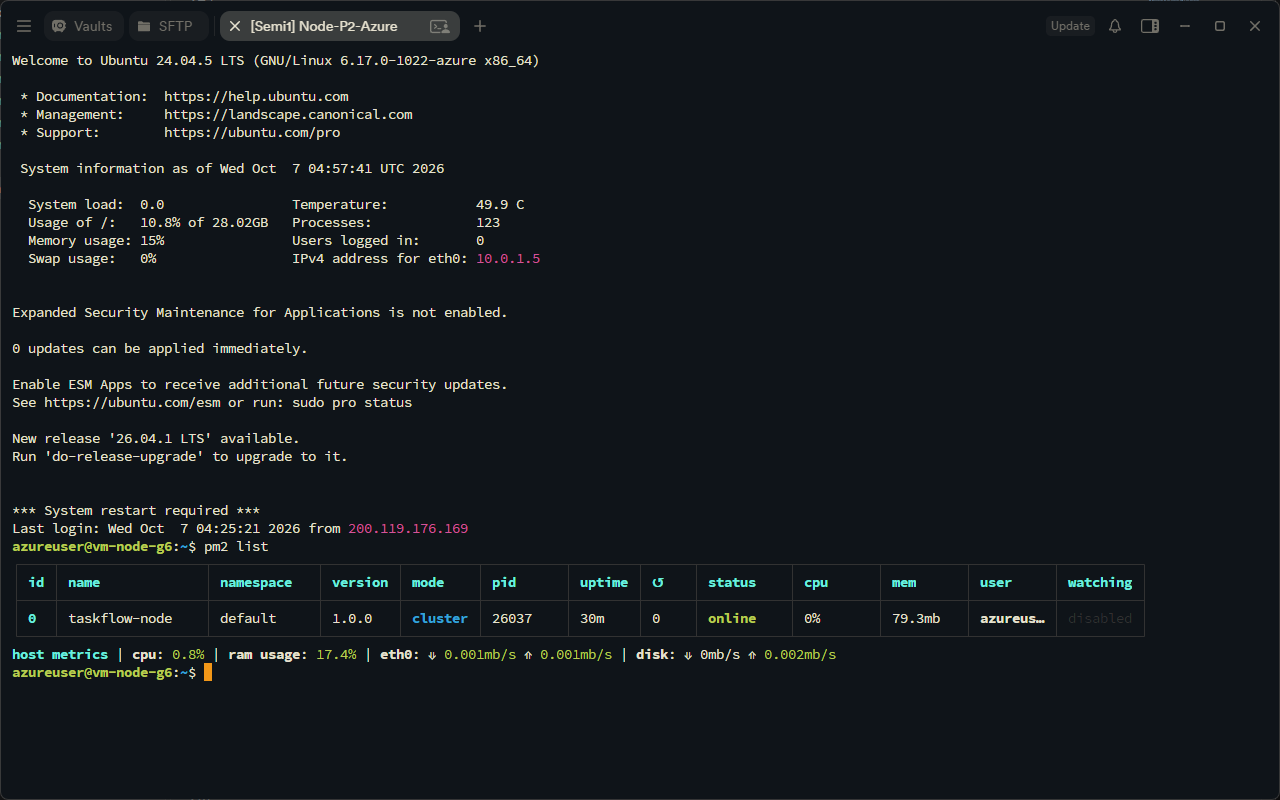 Vaults SFTP [Semi1] Node-P2-Azure Update
Welcome to Ubuntu 24.04.5 LTS (GNU/Linux 6.17.0-1022-azure x86_64)
* Documentation: https://help.ubuntu.com
* Management: https://landscape.canonical.com
* Support: https://ubuntu.com/pro
System information as of Wed Oct 7 04:57:41 UTC 2026
System load: 0.0 Temperature: 49.9 C
Usage of /: 10.8% of 28.02GB Processes: 123
Memory usage: 15% Users logged in: 0
Swap usage: 0% IPv4 address for eth0: 10.0.1.5
Expanded Security Maintenance for Applications is not enabled.
0 updates can be applied immediately.
Enable ESM Apps to receive additional future security updates.
See https://ubuntu.com/esm or run: sudo pro status
New release '26.04.1 LTS' available.
Run 'do-release-upgrade' to upgrade to it.
*** System restart required ***
Last login: Wed Oct 7 04:25:21 2026 from 200.119.176.169
azureuser@vm-node-g6:~$ pm2 list
id name namespace version mode pid uptime ↺ status cpu mem user watching
0 taskflow-node default 1.0.0 cluster 26037 30m 0 online 0% 79.3mb azureus… disabled
host metrics | cpu: 0.8% | ram usage: 17.4% | eth0: ⇓ 0.001mb/s ⇑ 0.001mb/s | disk: ⇓ 0mb/s ⇑ 0.002mb/s
azureuser@vm-node-g6:~$